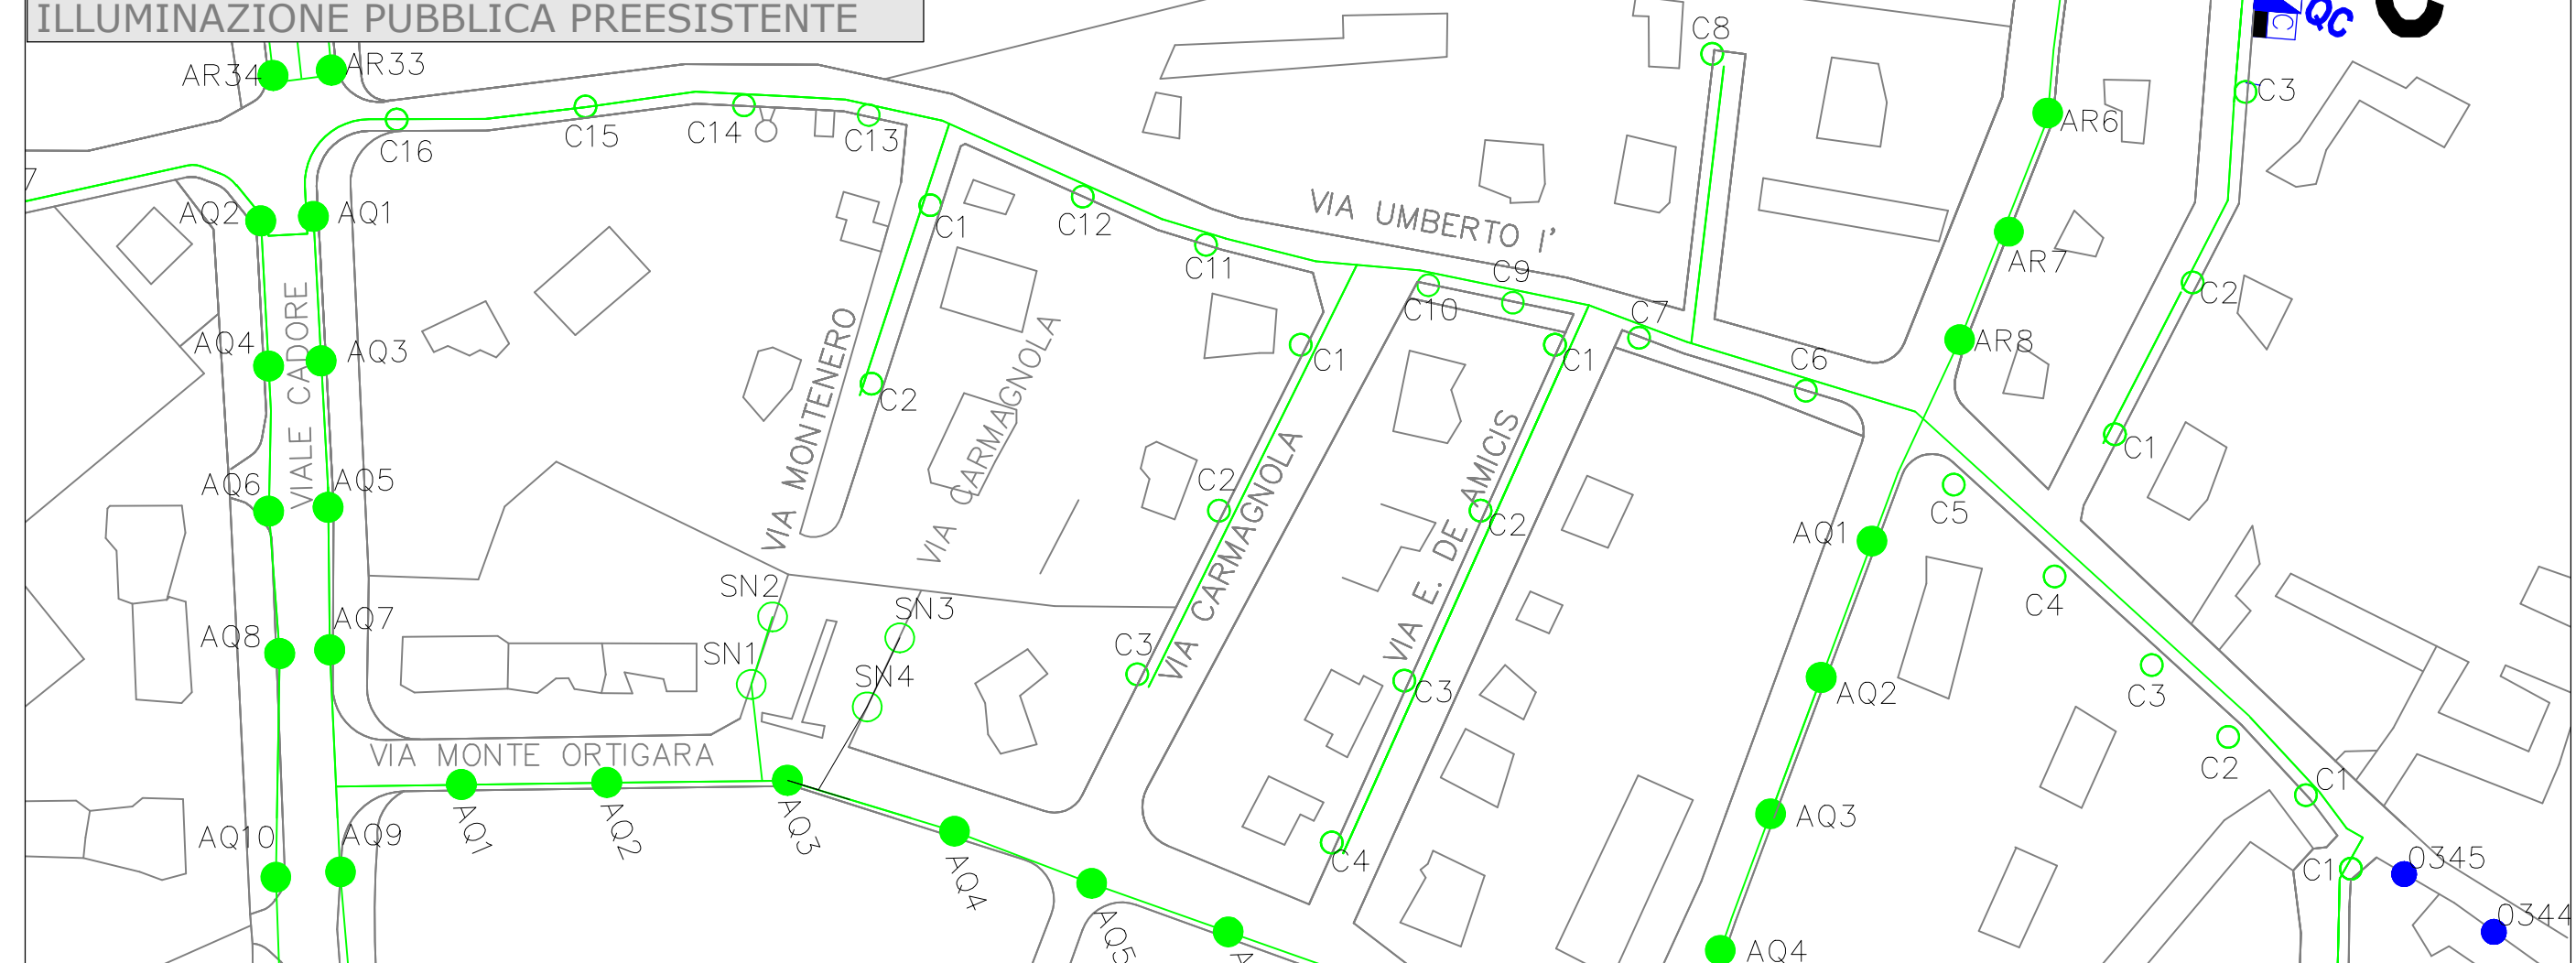 ILLUMINAZIONE PUBBLICA PREESISTENTE
C
QC
C
C8
AR34
AR33
C3
C16
C15
C14
C13
AR6
7
AQ2
AQ1
C1
C12
C11
VIA UMBERTO I'
AR7
C10
C9
C2
AQ4
AQ3
C7
AR8
C6
C1
C1
C2
VIALE CADORE
VIA MONTENERO
VIA CARMAGNOLA
VIA CARMAGNOLA
VIA E. DE AMICIS
C1
AQ6
AQ5
C2
C2
C5
AQ1
SN2
SN3
C4
AQ8
AQ7
SN1
SN4
C3
C3
C3
AQ2
C2
VIA MONTE ORTIGARA
C1
AQ1
AQ2
AQ3
AQ3
AQ10
AQ9
AQ4
C4
C1
0345
AQ5
0344
AQ4